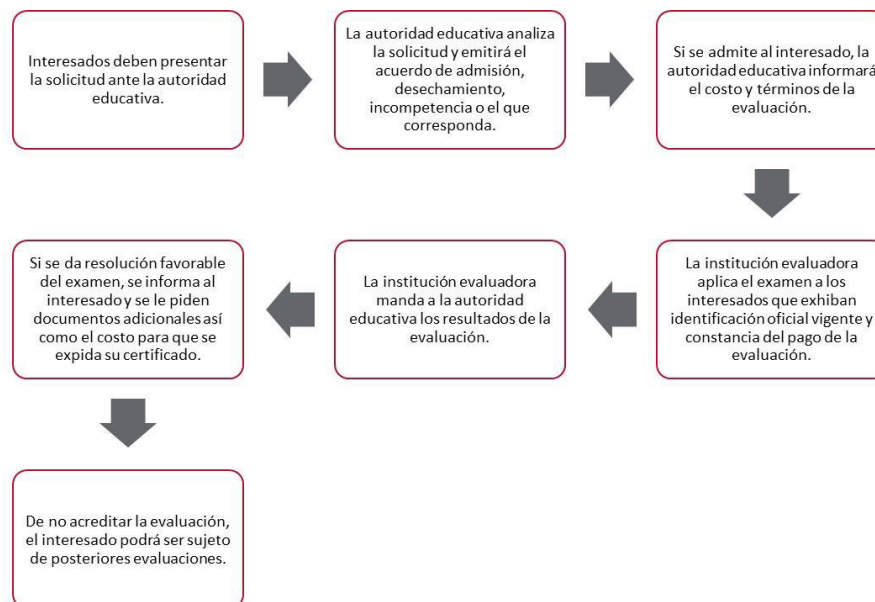 Interesados deben presentar
la solicitud ante la autoridad
educativa.
La autoridad educativa analiza
la solicitud y emitirá el
acuerdo de admisión,
desechamiento,
incompetencia o el que
corresponda.
Si se admite al interesado, la
autoridad educativa informará
el costo y términos de la
evaluación.
La institución evaluadora
aplica el examen a los
interesados que exhiban
identificación oficial vigente y
constancia del pago de la
evaluación.
La institución evaluadora
manda a la autoridad
educativa los resultados de la
evaluación.
Si se da resolución favorable
del examen, se informa al
interesado y se le piden
documentos adicionales así
como el costo para que se
expida su certificado.
De no acreditar la evaluación,
el interesado podrá ser sujeto
de posteriores evaluaciones.